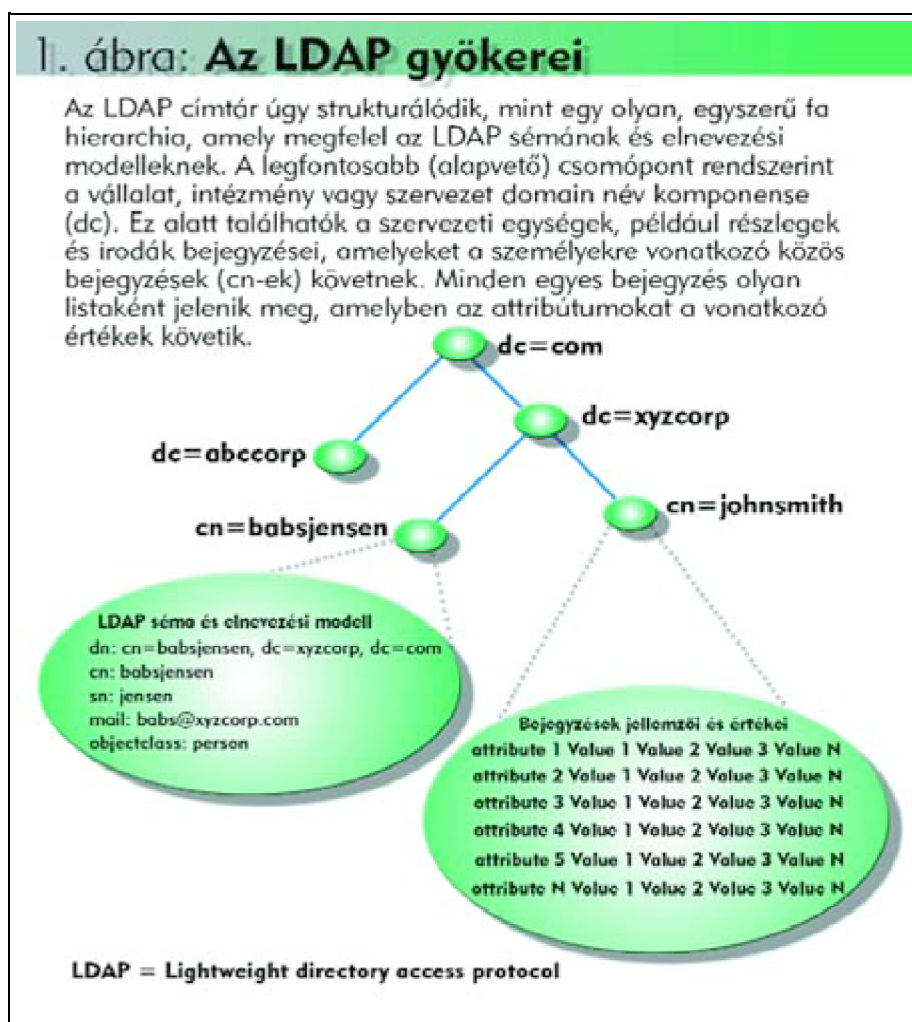 1. ábra: Az LDAP gyökerei
Az LDAP címtár úgy strukturálódik, mint egy olyan, egyszerű fa
hierarchia, amely megfelel az LDAP sémának és elnevezési
modelleknek. A legfontosabb (alapvető) csomópont rendszerint
a vállalat, intézmény vagy szervezet domain név komponense
(dc). Ez alatt találhatók a szervezeti egységek, például részlegek
és irodák bejegyzései, amelyeket a személyekre vonatkozó közös
bejegyzések (cn-ek) követnek. Minden egyes bejegyzés olyan
listaként jelenik meg, amelyben az attribútumokat a vonatkozó
értékek követik.
dc=com
dc=xyzcorp
dc=abccorp
cn=johnsmith
cn=babsjensen
LDAP séma és elnevezési modell
dn: cn=babsjensen, dc=xyzcorp, dc=com
cn: babsjensen
sn: jensen
mail: babs@xyzcorp.com
objectclass: person
Bejegyzések jellemzői és értékei
attribute 1 Value 1 Value 2 Value 3 Value N
attribute 2 Value 1 Value 2 Value 3 Value N
attribute 3 Value 1 Value 2 Value 3 Value N
attribute 4 Value 1 Value 2 Value 3 Value N
attribute 5 Value 1 Value 2 Value 3 Value N
attribute N Value 1 Value 2 Value 3 Value N
LDAP = Lightweight directory access protocol